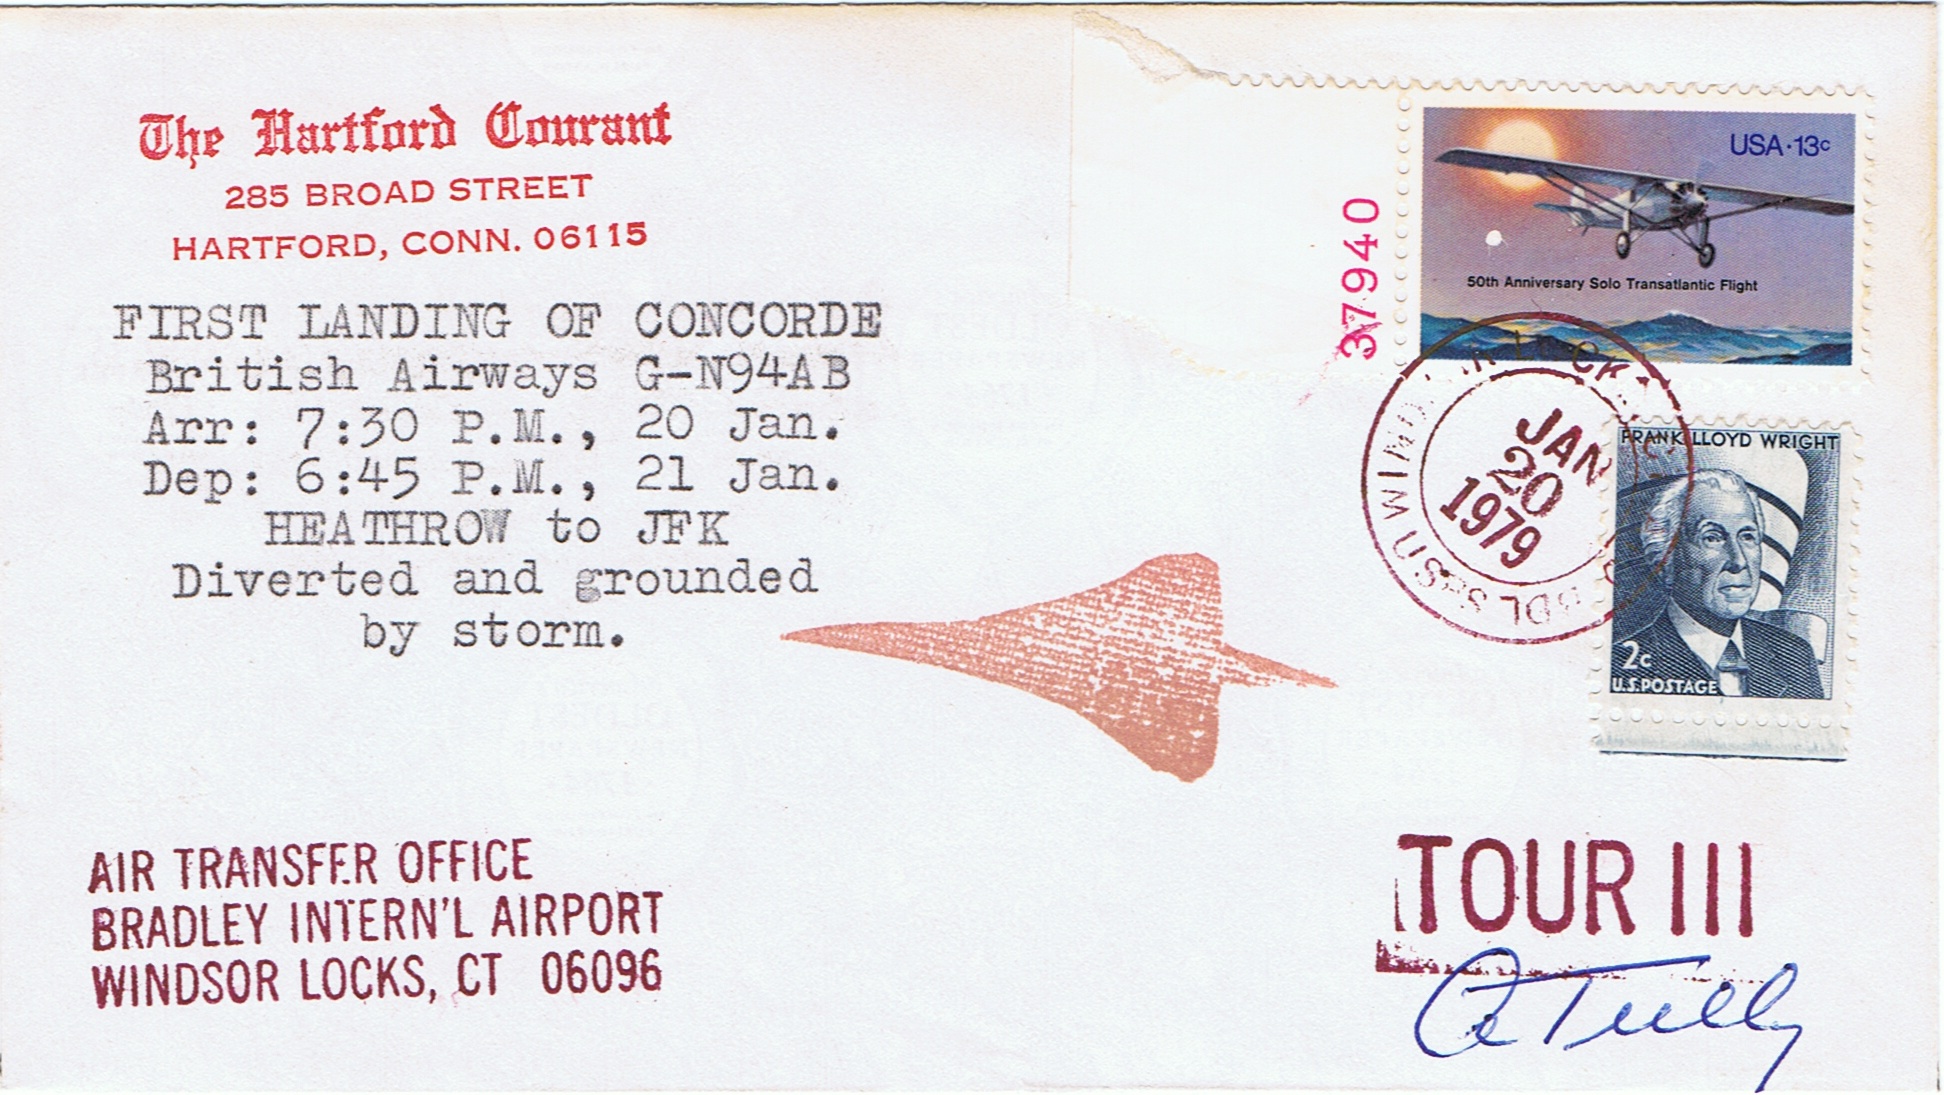 The Hartford Courant
285 BROAD STREET
HARTFORD, CONN. 06115
FIRST LANDING OF CONCORDE
British Airways G-N94AB
Arr: 7:30 P.M., 20 Jan.
Dep: 6:45 P.M., 21 Jan.
HEATHROW to JFK
Diverted and grounded
by storm.
AIR TRANSFER OFFICE
BRADLEY INTERN'L AIRPORT
WINDSOR LOCKS, CT 06096
37940
USA·13c
50th Anniversary Solo Transatlantic Flight
JAN
20
1979
FRANK LLOYD WRIGHT
2c
U.S. POSTAGE
TOUR III